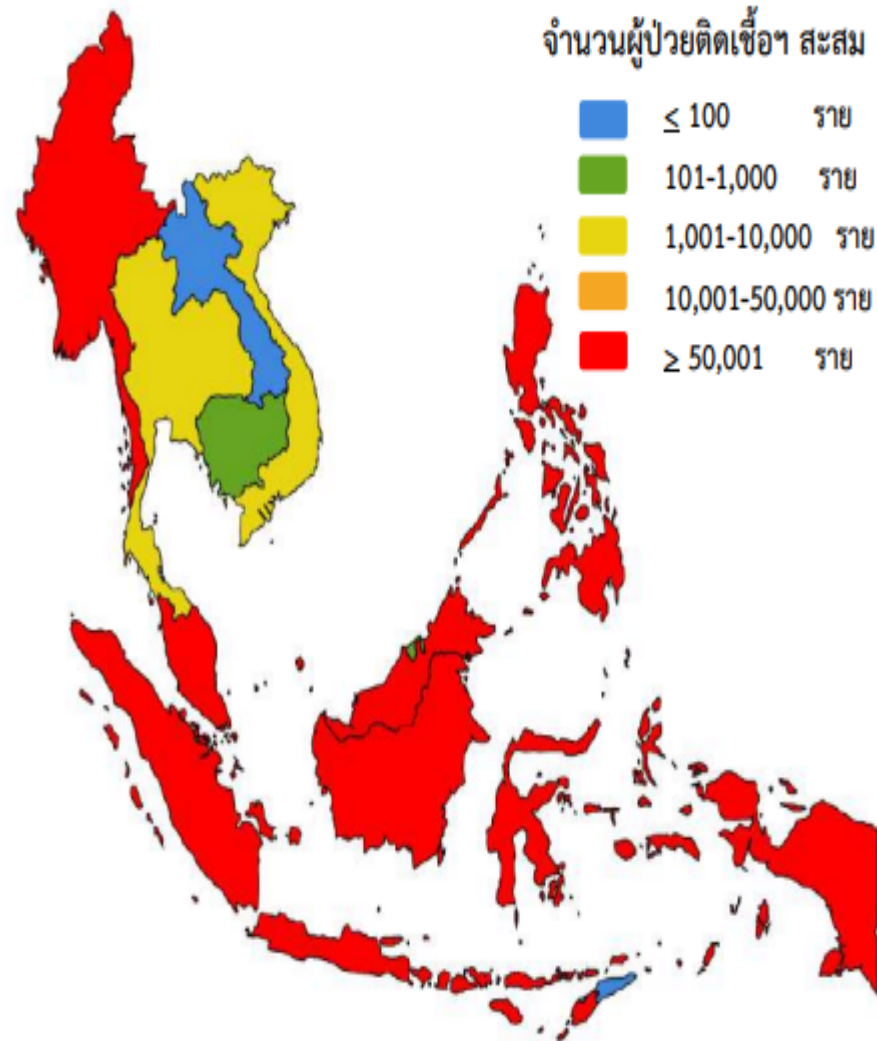 จำนวนผู้ป่วยติดเชื้อฯ สะสม
≤ 100 ราย
101-1,000 ราย
1,001-10,000 ราย
10,001-50,000 ราย
≥ 50,001 ราย